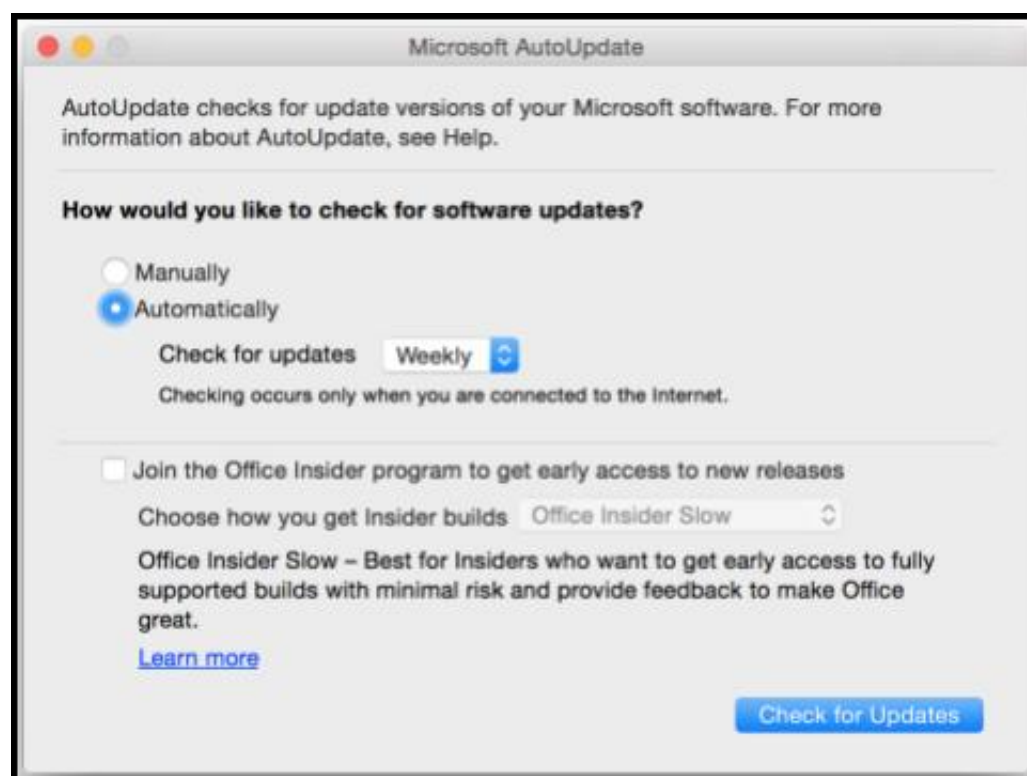 Microsoft AutoUpdate
AutoUpdate checks for update versions of your Microsoft software. For more
information about AutoUpdate, see Help.
How would you like to check for software updates?
Manually
Automatically
Check for updates Weekly
Checking occurs only when you are connected to the Internet.
Join the Office Insider program to get early access to new releases
Choose how you get Insider builds Office Insider Slow
Office Insider Slow – Best for Insiders who want to get early access to fully
supported builds with minimal risk and provide feedback to make Office
great.
Learn more
Check for Updates